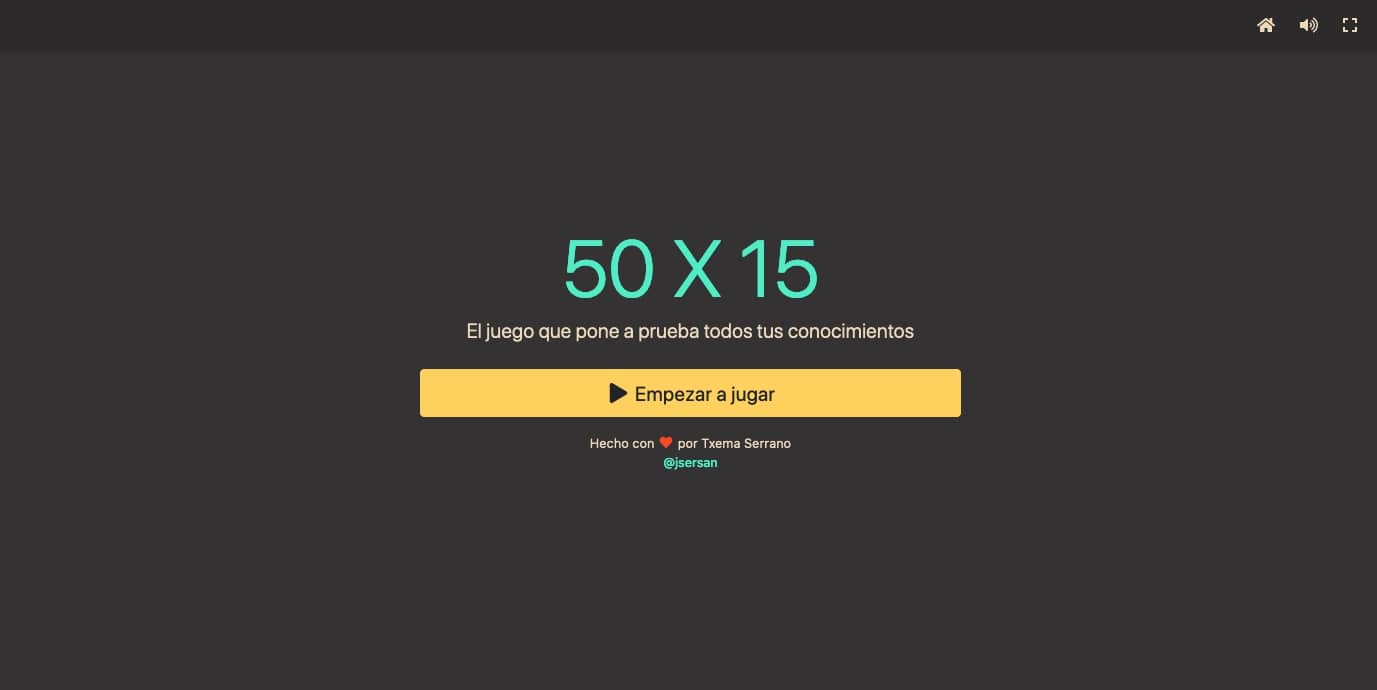 50 X 15
El juego que pone a prueba todos tus conocimientos
Empezar a jugar
Hecho con ❤ por Txema Serrano
@jsersan